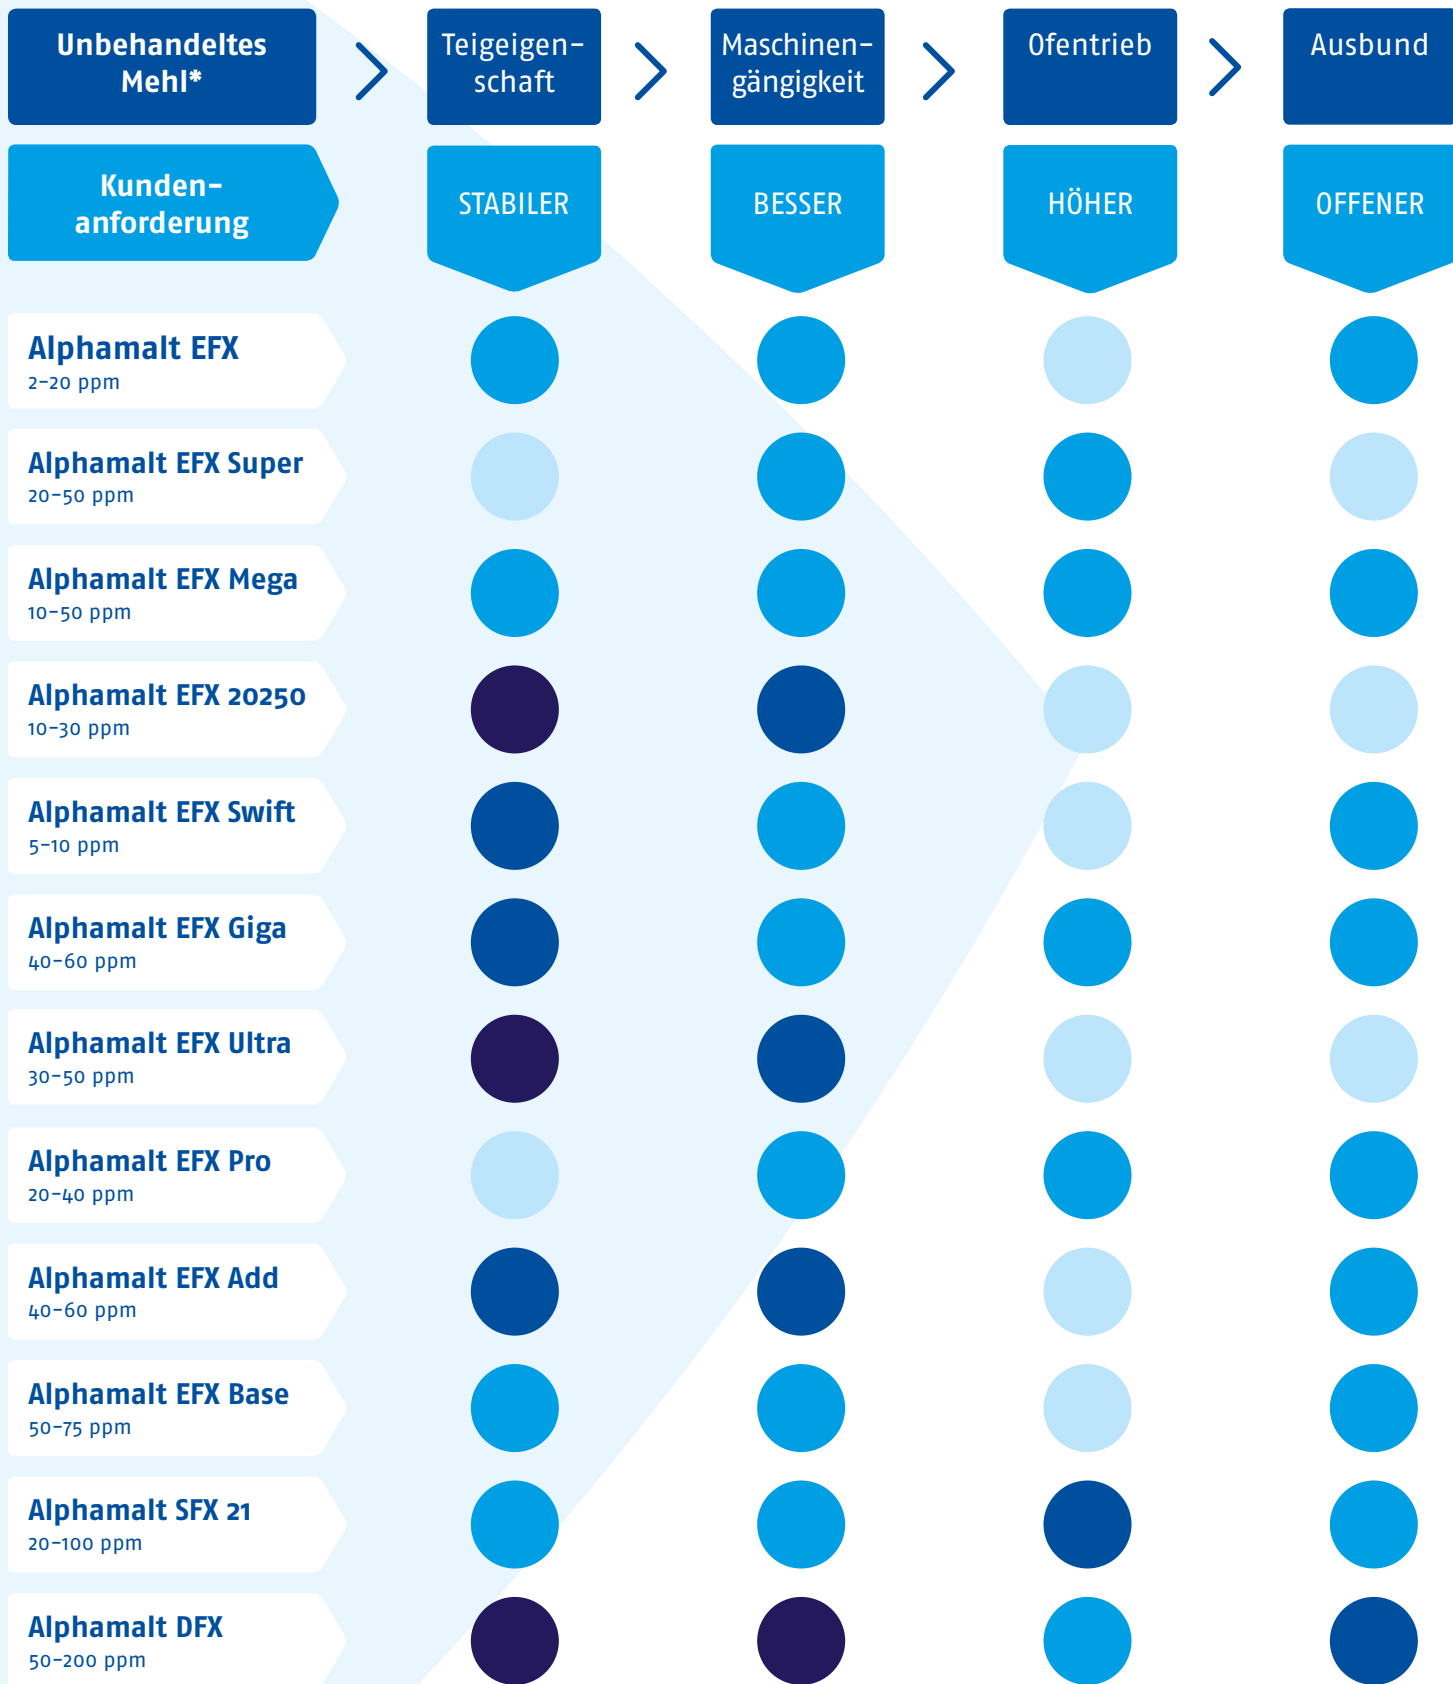 Unbehandeltes
Mehl*
Teigeigen-
schaft
Maschinen-
gängigkeit
Ofentrieb
Ausbund
Kunden-
anforderung
STABILER
BESSER
HÖHER
OFFENER
Alphamalt EFX
2-20 ppm
Alphamalt EFX Super
20-50 ppm
Alphamalt EFX Mega
10-50 ppm
Alphamalt EFX 20250
10-30 ppm
Alphamalt EFX Swift
5-10 ppm
Alphamalt EFX Giga
40-60 ppm
Alphamalt EFX Ultra
30-50 ppm
Alphamalt EFX Pro
20-40 ppm
Alphamalt EFX Add
40-60 ppm
Alphamalt EFX Base
50-75 ppm
Alphamalt SFX 21
20-100 ppm
Alphamalt DFX
50-200 ppm